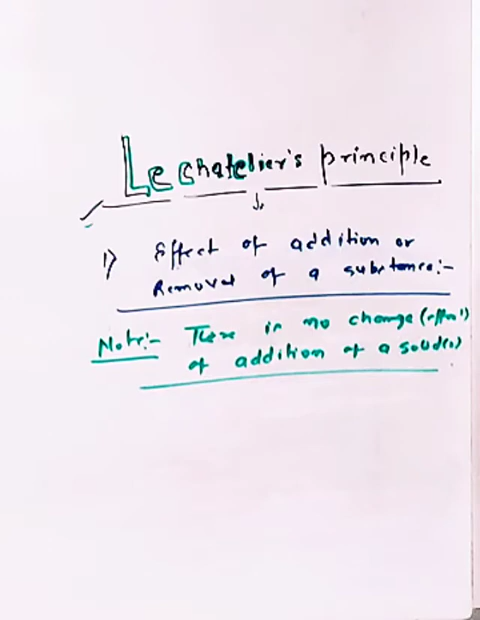 Le chatelier's principle
1) Effect of addition or
Removal of a substance:-
Note:- There is no change (effect)
of addition of a solid(s)